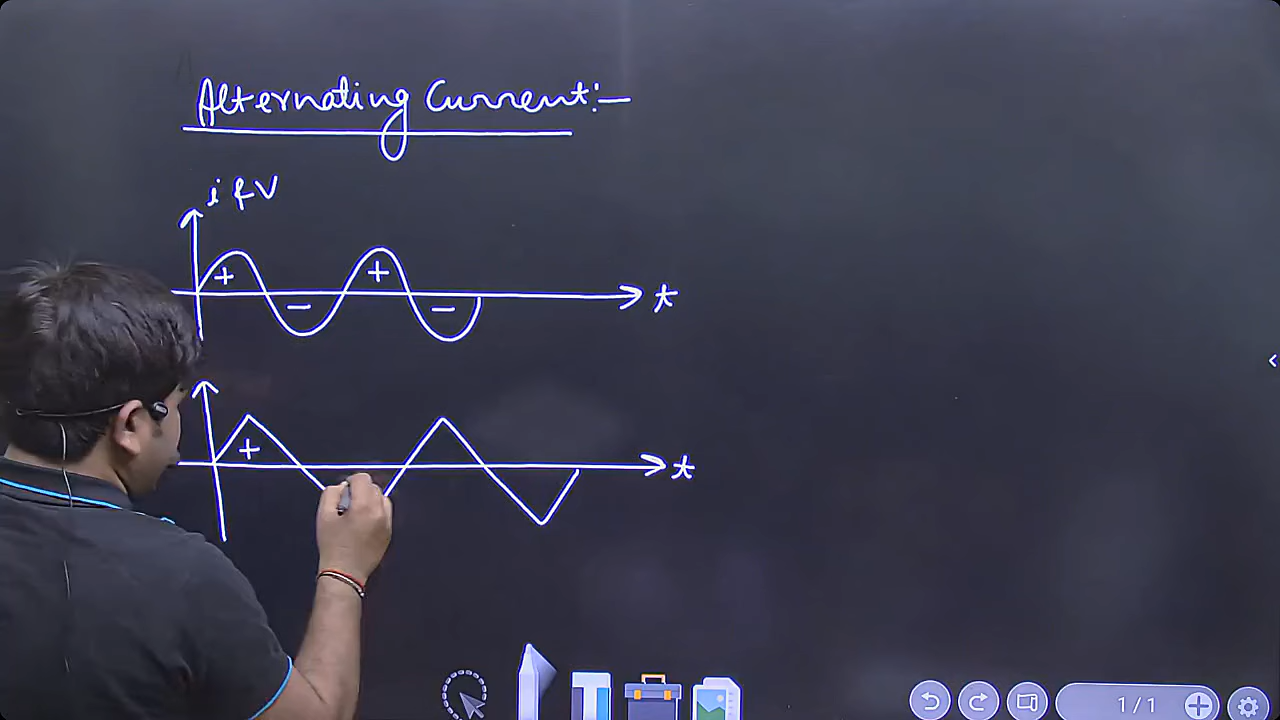 Alternating Current:-
i & V
+ +
- -
t
+
t
1/1